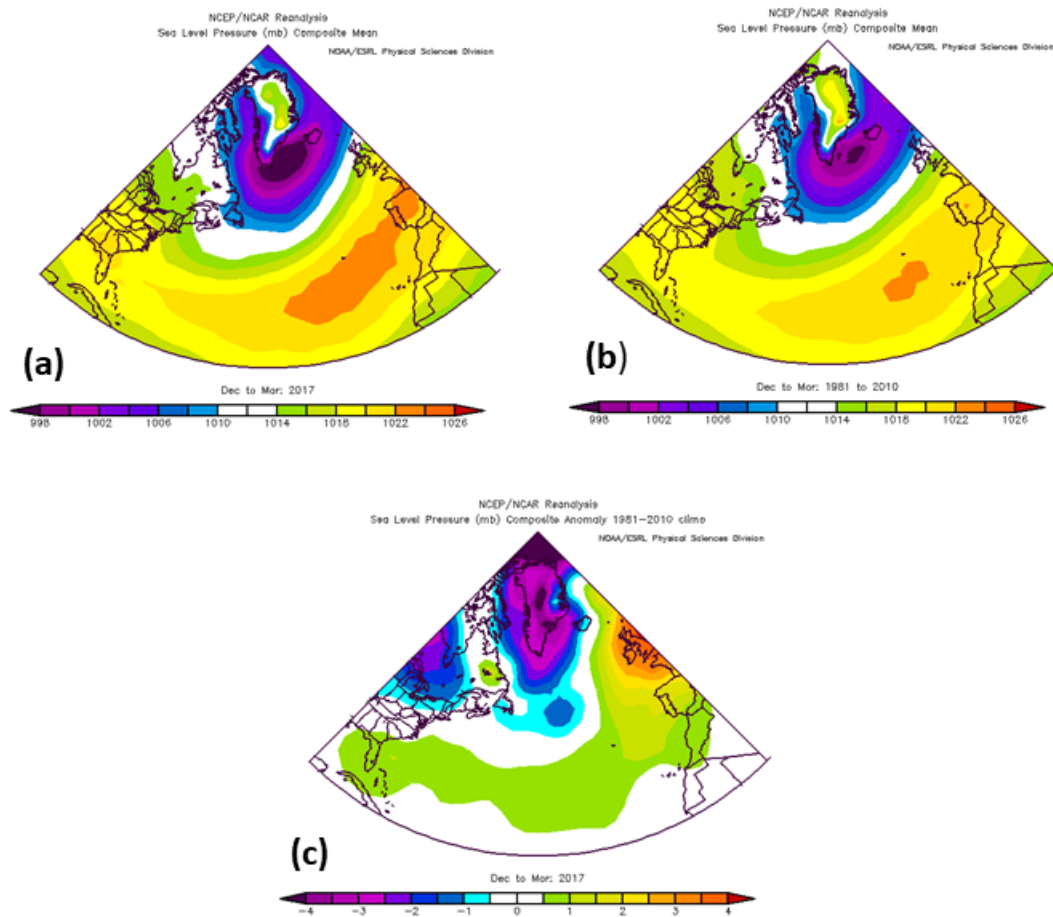 NCEP/NCAR Reanalysis
Sea Level Pressure (mb) Composite Mean
NOAA/ESRL Physical Sciences Division
(a)
Dec to Mar: 2017
998 1002 1006 1010 1014 1018 1022 1026
NCEP/NCAR Reanalysis
Sea Level Pressure (mb) Composite Mean
NOAA/ESRL Physical Sciences Division
(b)
Dec to Mar: 1981 to 2010
998 1002 1006 1010 1014 1018 1022 1026
NCEP/NCAR Reanalysis
Sea Level Pressure (mb) Composite Anomaly 1981-2010 climo
NOAA/ESRL Physical Sciences Division
(c)
Dec to Mar: 2017
-4 -3 -2 -1 0 1 2 3 4